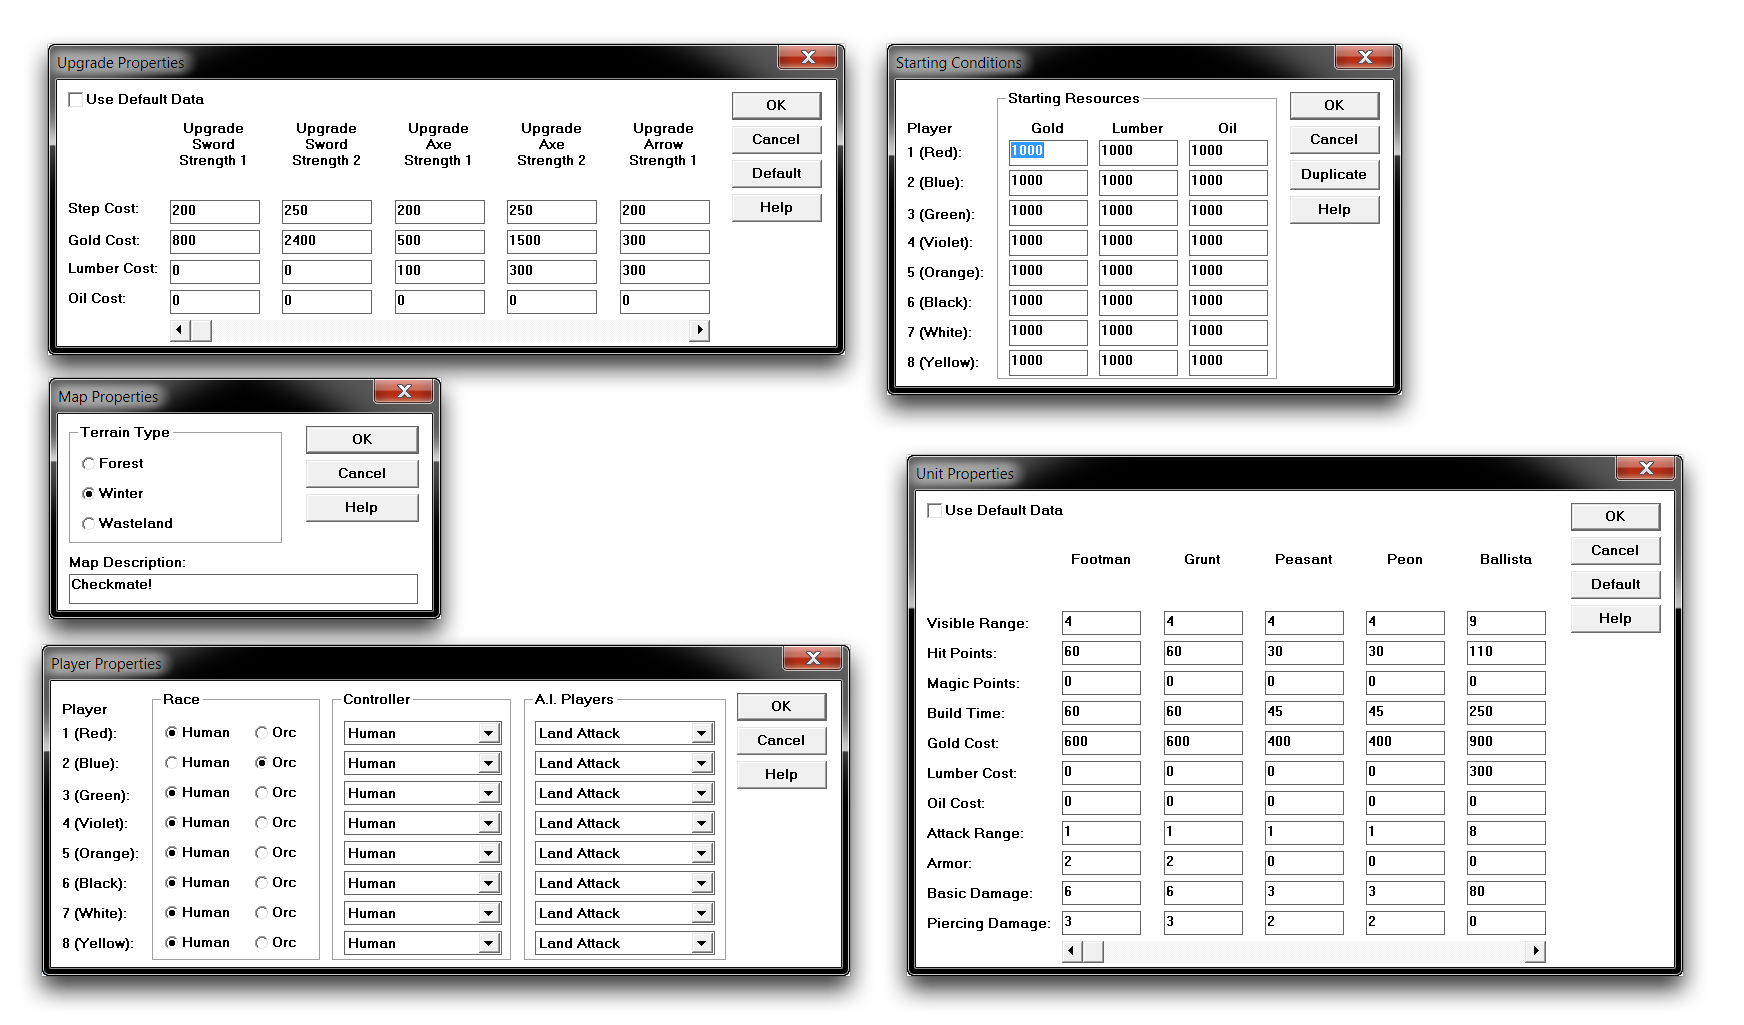 Upgrade Properties
Use Default Data
Upgrade Sword Strength 1
Upgrade Sword Strength 2
Upgrade Axe Strength 1
Upgrade Axe Strength 2
Upgrade Arrow Strength 1
Step Cost: 200 250 200 250 200
Gold Cost: 800 2400 500 1500 300
Lumber Cost: 0 0 100 300 300
Oil Cost: 0 0 0 0 0
OK
Cancel
Default
Help
Starting Conditions
Starting Resources
Player Gold Lumber Oil
1 (Red): 1000 1000 1000
2 (Blue): 1000 1000 1000
3 (Green): 1000 1000 1000
4 (Violet): 1000 1000 1000
5 (Orange): 1000 1000 1000
6 (Black): 1000 1000 1000
7 (White): 1000 1000 1000
8 (Yellow): 1000 1000 1000
OK
Cancel
Duplicate
Help
Map Properties
Terrain Type
Forest
Winter
Wasteland
Map Description:
Checkmate!
OK
Cancel
Help
Player Properties
Player Race Controller A.I. Players
1 (Red): Human Orc Human Land Attack
2 (Blue): Human Orc Human Land Attack
3 (Green): Human Orc Human Land Attack
4 (Violet): Human Orc Human Land Attack
5 (Orange): Human Orc Human Land Attack
6 (Black): Human Orc Human Land Attack
7 (White): Human Orc Human Land Attack
8 (Yellow): Human Orc Human Land Attack
OK
Cancel
Help
Unit Properties
Use Default Data
Footman Grunt Peasant Peon Ballista
Visible Range: 4 4 4 4 9
Hit Points: 60 60 30 30 110
Magic Points: 0 0 0 0 0
Build Time: 60 60 45 45 250
Gold Cost: 600 600 400 400 900
Lumber Cost: 0 0 0 0 300
Oil Cost: 0 0 0 0 0
Attack Range: 1 1 1 1 8
Armor: 2 2 0 0 0
Basic Damage: 6 6 3 3 80
Piercing Damage: 3 3 2 2 0
OK
Cancel
Default
Help